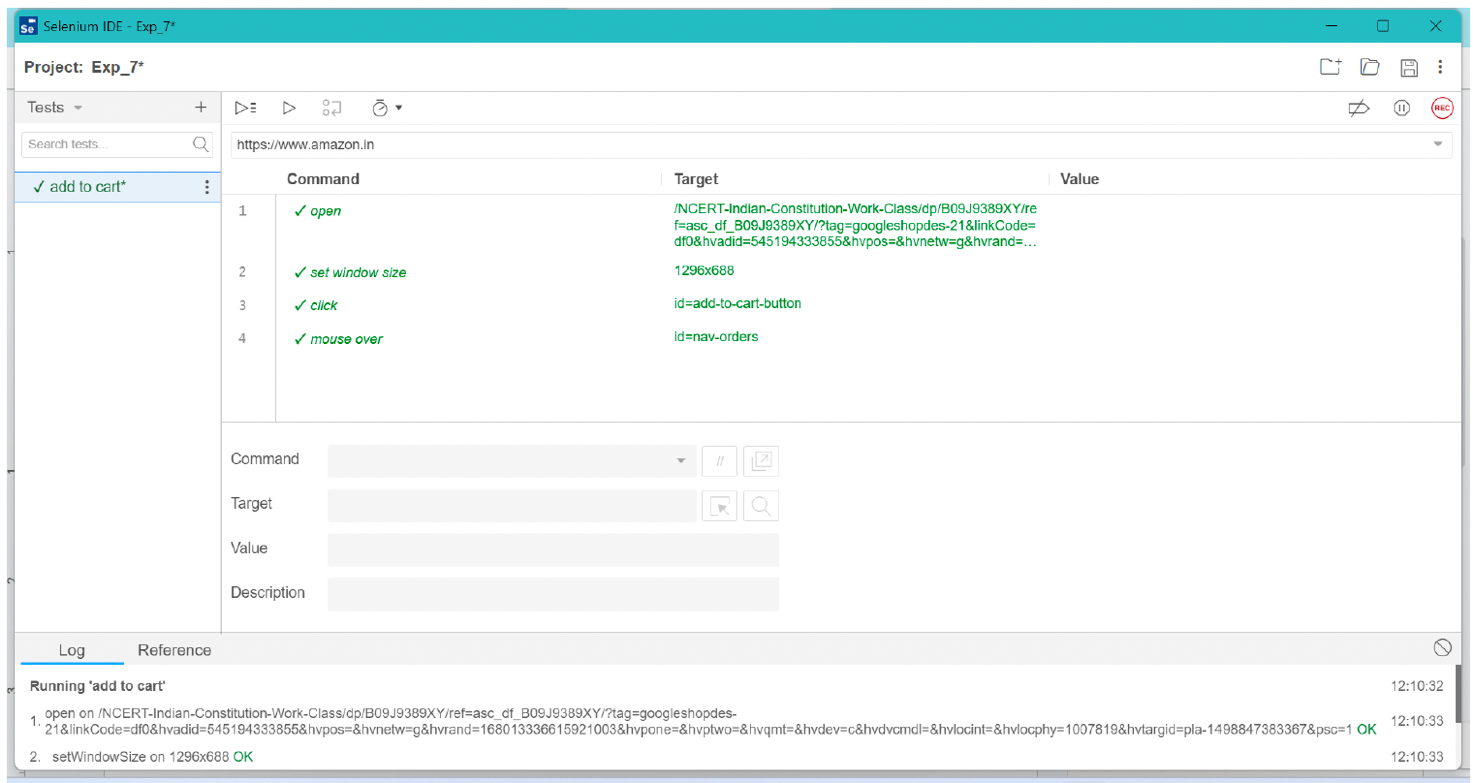 Se Selenium IDE - Exp_7*
Project: Exp_7*
Tests
Search tests...
https://www.amazon.in
REC
✓ add to cart*
Command Target Value
1 ✓ open /NCERT-Indian-Constitution-Work-Class/dp/B09J9389XY/re
f=asc_df_B09J9389XY/?tag=googleshopdes-21&linkCode=
df0&hvadid=545194333855&hvpos=&hvnetw=g&hvrand=...
2 ✓ set window size 1296x688
3 ✓ click id=add-to-cart-button
4 ✓ mouse over id=nav-orders
Command //
Target
Value
Description
Log Reference
Running 'add to cart' 12:10:32
1. open on /NCERT-Indian-Constitution-Work-Class/dp/B09J9389XY/ref=asc_df_B09J9389XY/?tag=googleshopdes-
21&linkCode=df0&hvadid=545194333855&hvpos=&hvnetw=g&hvrand=16801333661592​1003&hvpone=&hvptwo=&hvqmt=&hvdev=c&hvdvcmdl=&hvlocint=&hvlocphy=1007819&hvtargid=pla-1498847383367&psc=1 OK 12:10:33
2. setWindowSize on 1296x688 OK 12:10:33